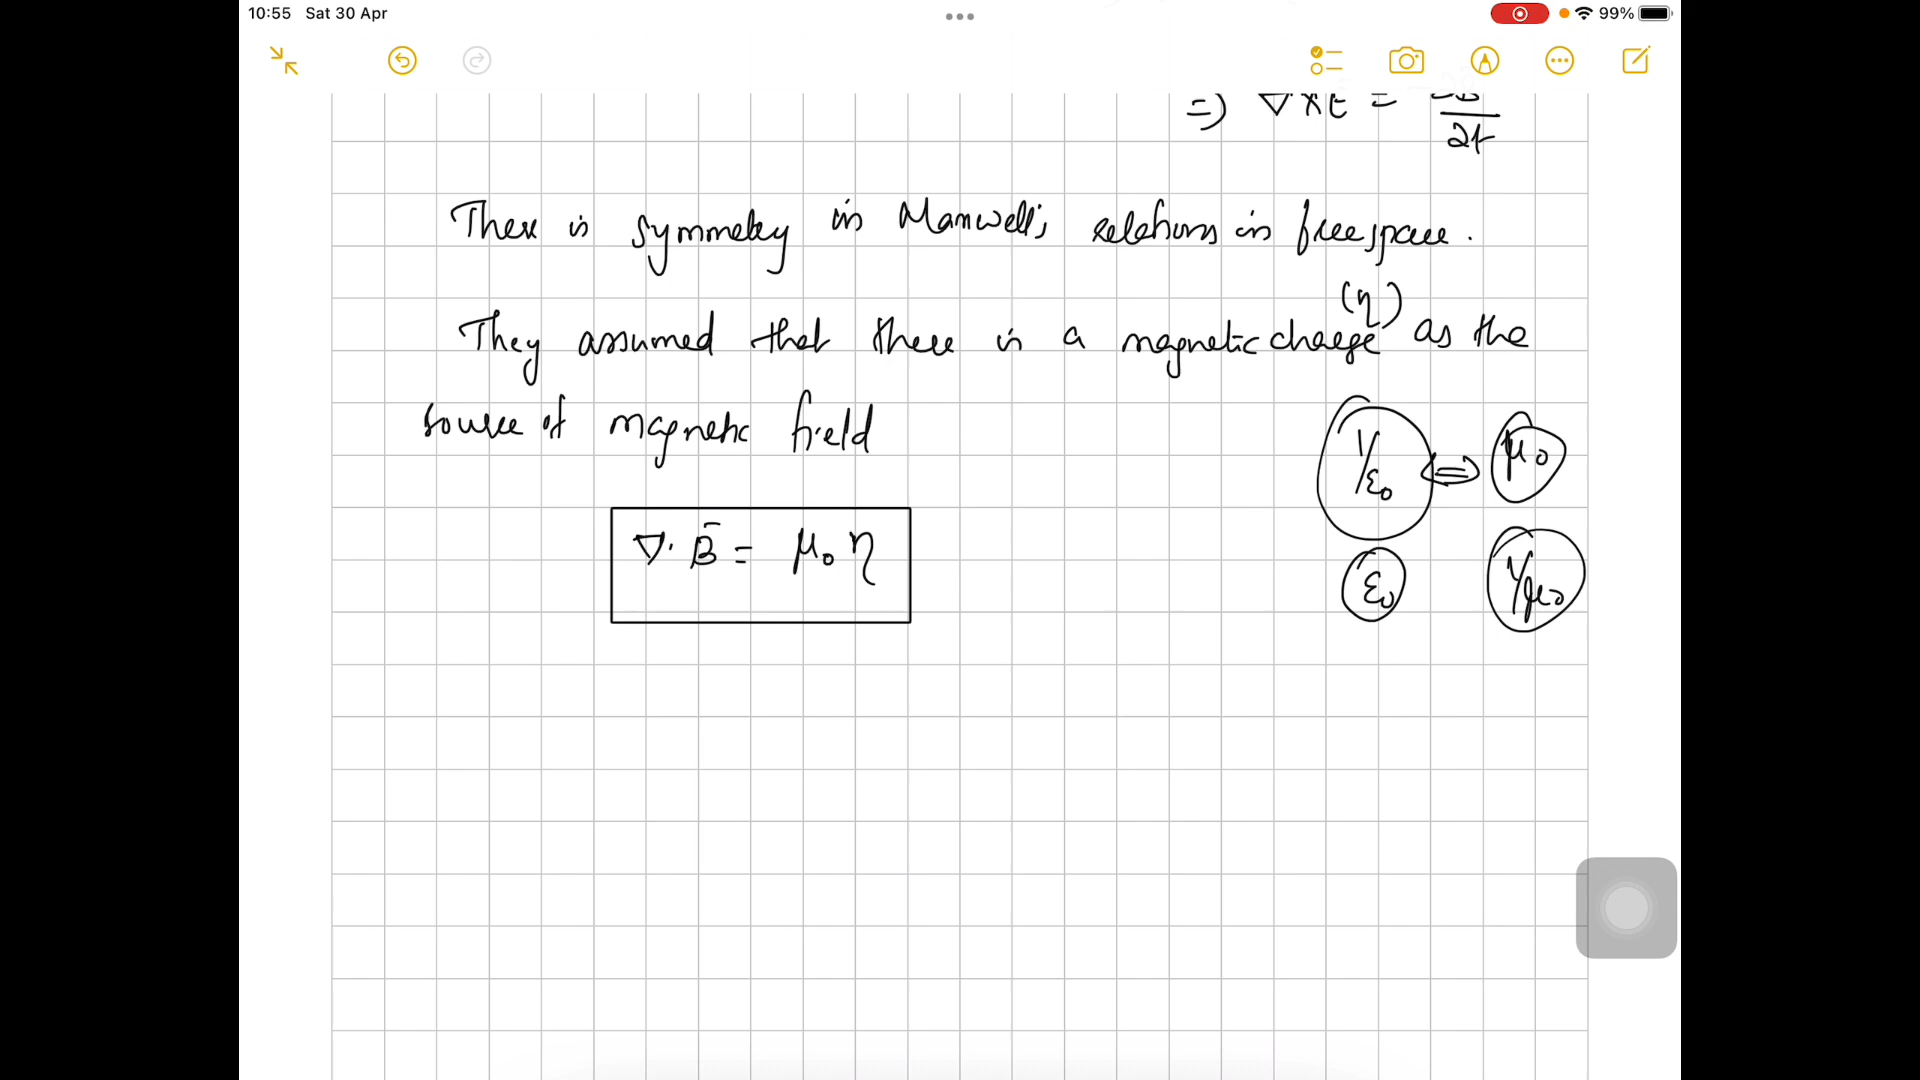 10:55 Sat 30 Apr
99%
=) ∇ x E =
∂t
There is symmetry in Maxwell's relations in free space.
(η)
They assumed that there is a magnetic charge as the
source of magnetic field
1/ε₀ ⇔ μ₀
∇. B̄ = μ₀ η
ε₀ 1/μ₀